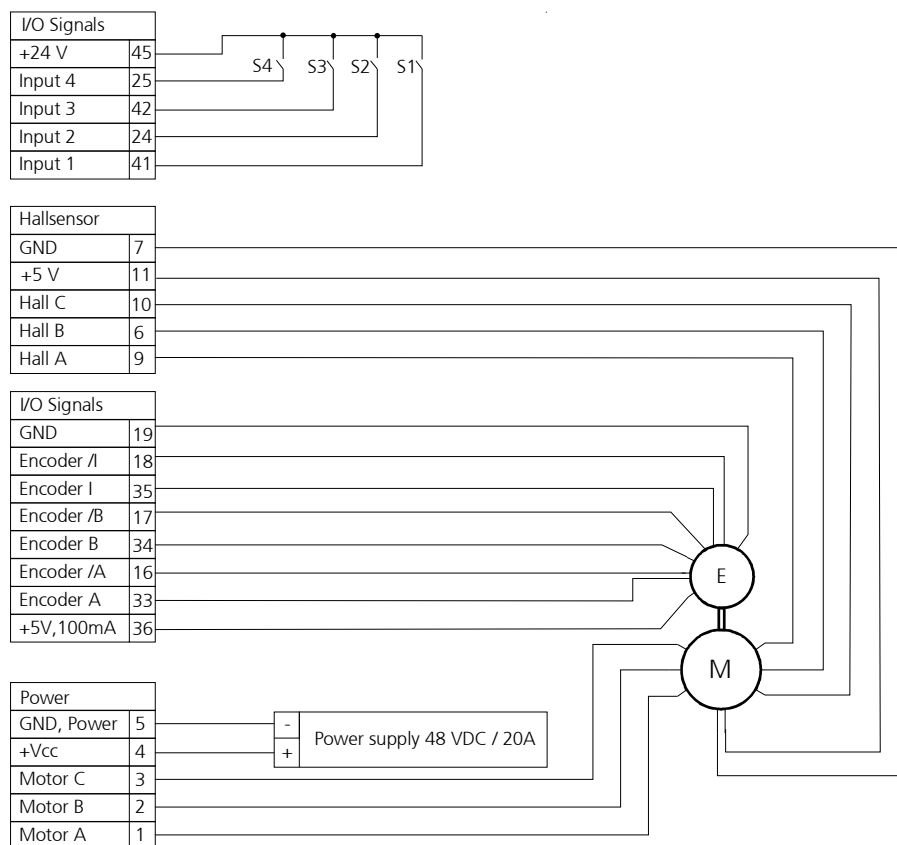 I/O Signals
+24 V 45
Input 4 25
Input 3 42
Input 2 24
Input 1 41
S4 S3 S2 S1
Hallsensor
GND 7
+5 V 11
Hall C 10
Hall B 6
Hall A 9
I/O Signals
GND 19
Encoder /I 18
Encoder I 35
Encoder /B 17
Encoder B 34
Encoder /A 16
Encoder A 33
+5V,100mA 36
E
M
Power
GND, Power 5
+Vcc 4
Motor C 3
Motor B 2
Motor A 1
- 
+
Power supply 48 VDC / 20A